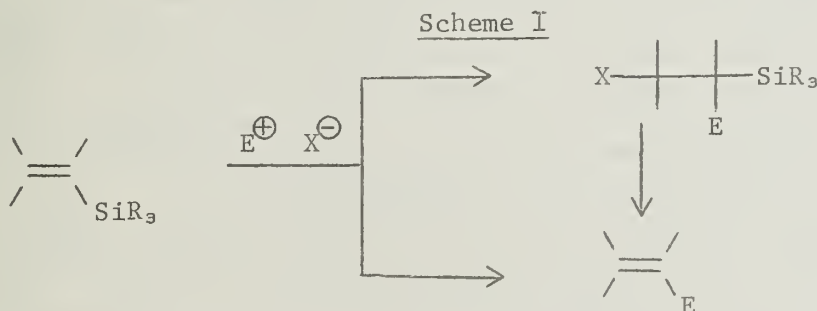 Scheme I
X SiR₃
E⊕ X⊖ E
SiR₃
E